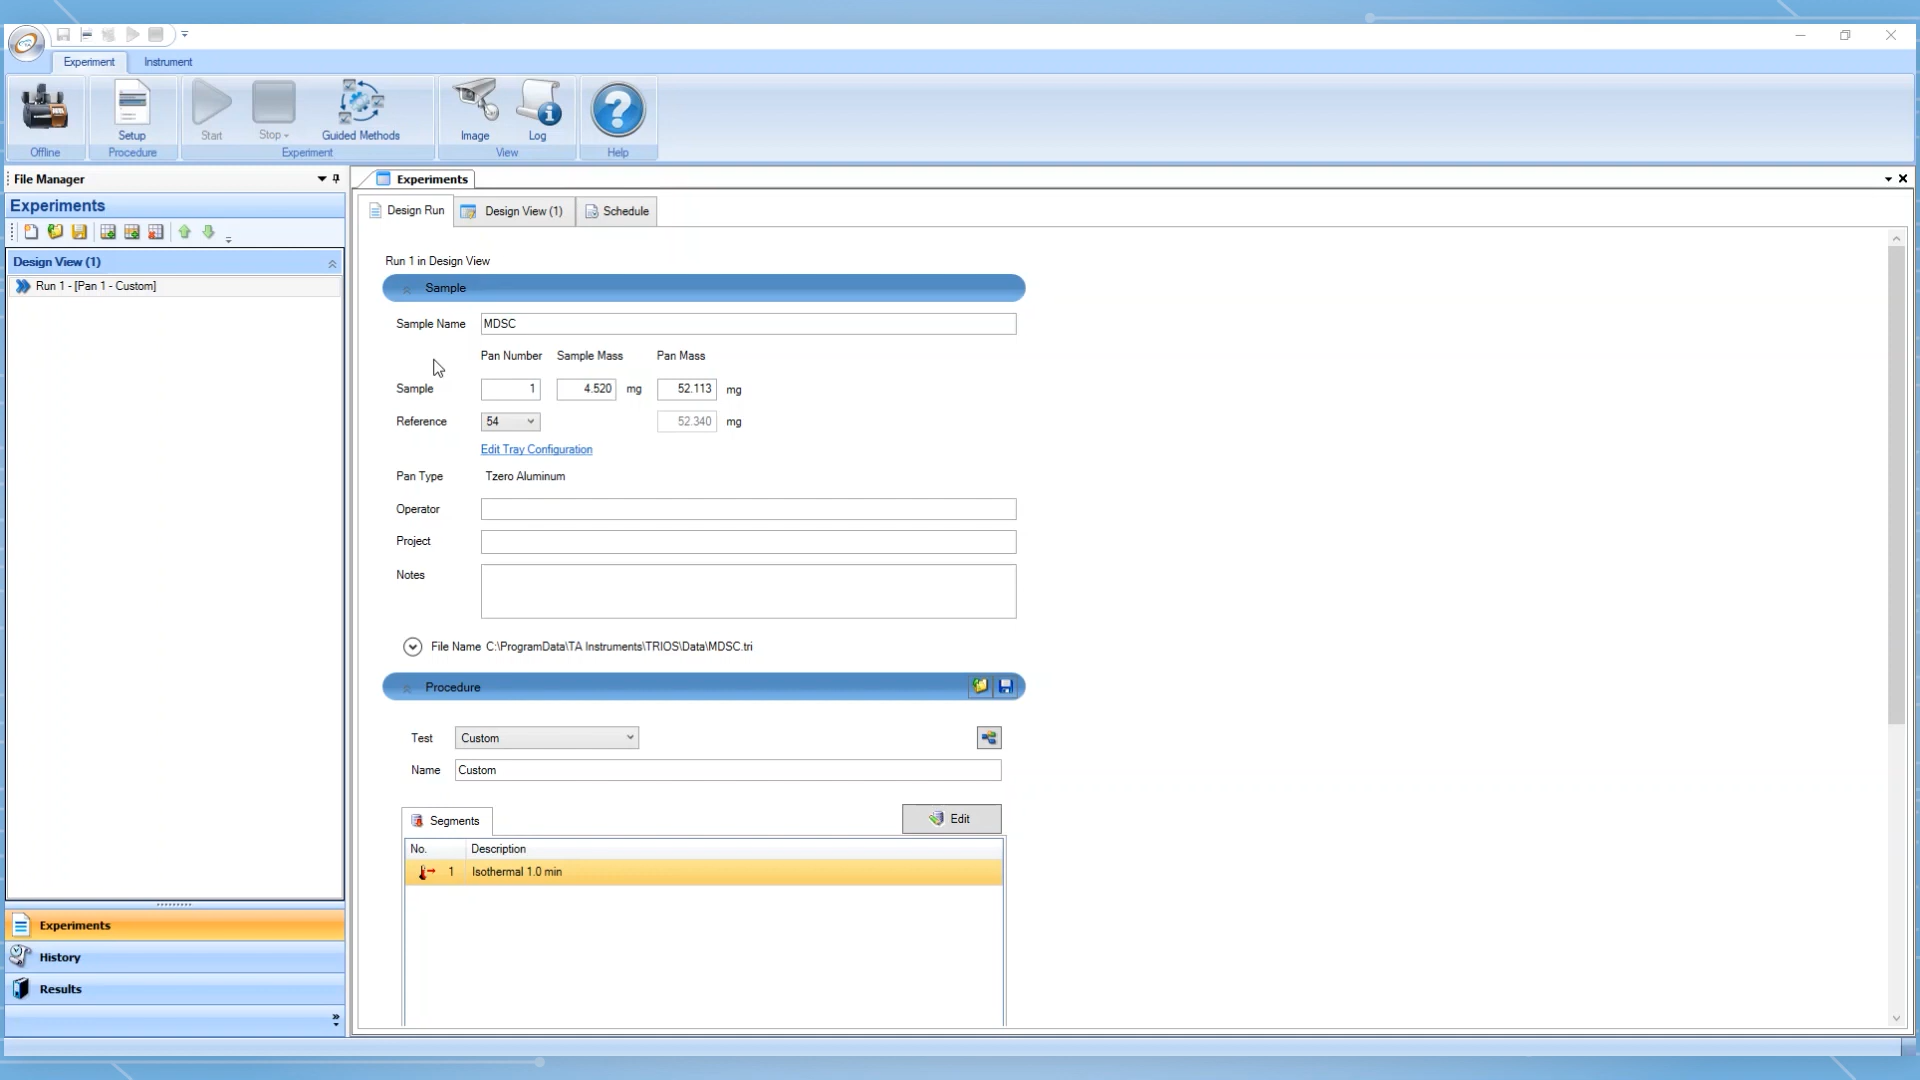 Experiment Instrument
Setup Start Stop Guided Methods Image Log
Offline Procedure Experiment View Help
File Manager
Experiments
Design View (1)
Run 1 - [Pan 1 - Custom]
Experiments
History
Results
Experiments
Design Run Design View (1) Schedule
Run 1 in Design View
Sample
Sample Name MDSC
Pan Number Sample Mass Pan Mass
Sample 1 4.520 mg 52.113 mg
Reference 54 52.340 mg
Edit Tray Configuration
Pan Type Tzero Aluminum
Operator
Project
Notes
File Name C:\ProgramData\TA Instruments\TRIOS\Data\MDSC.tri
Procedure
Test Custom
Name Custom
Segments Edit
No. Description
1 Isothermal 1.0 min